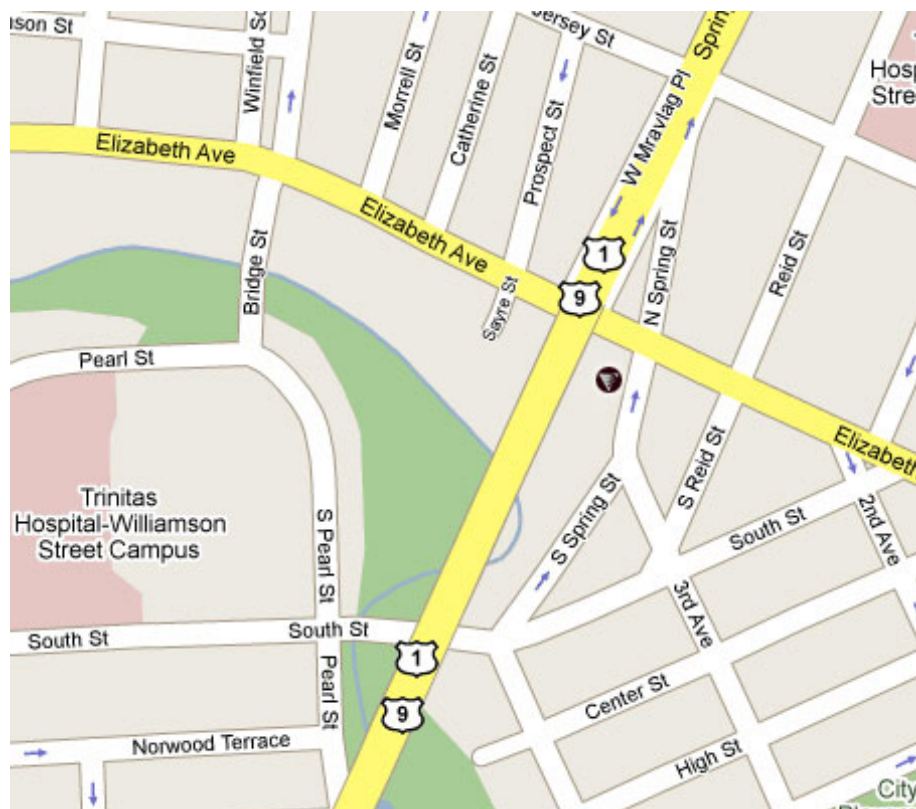 nson St
Winfield Sc
Morrell St
Catherine St
Jersey St
Prospect St
W Mravlag Pl
Spring
Hosp
Stree
Elizabeth Ave
Elizabeth Ave
Bridge St
Sayre St
1
9
N Spring St
Reid St
Pearl St
Elizabeth
Trinitas
Hospital-Williamson
Street Campus
S Pearl St
S Spring St
S Reid St
South St
2nd Ave
South St
South St
3rd Ave
1
9
Pearl St
Center St
Norwood Terrace
High St
City